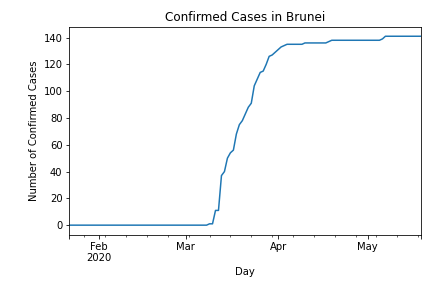 Confirmed Cases in Brunei
Number of Confirmed Cases
140
120
100
80
60
40
20
0
Feb
2020
Mar
Apr
May
Day